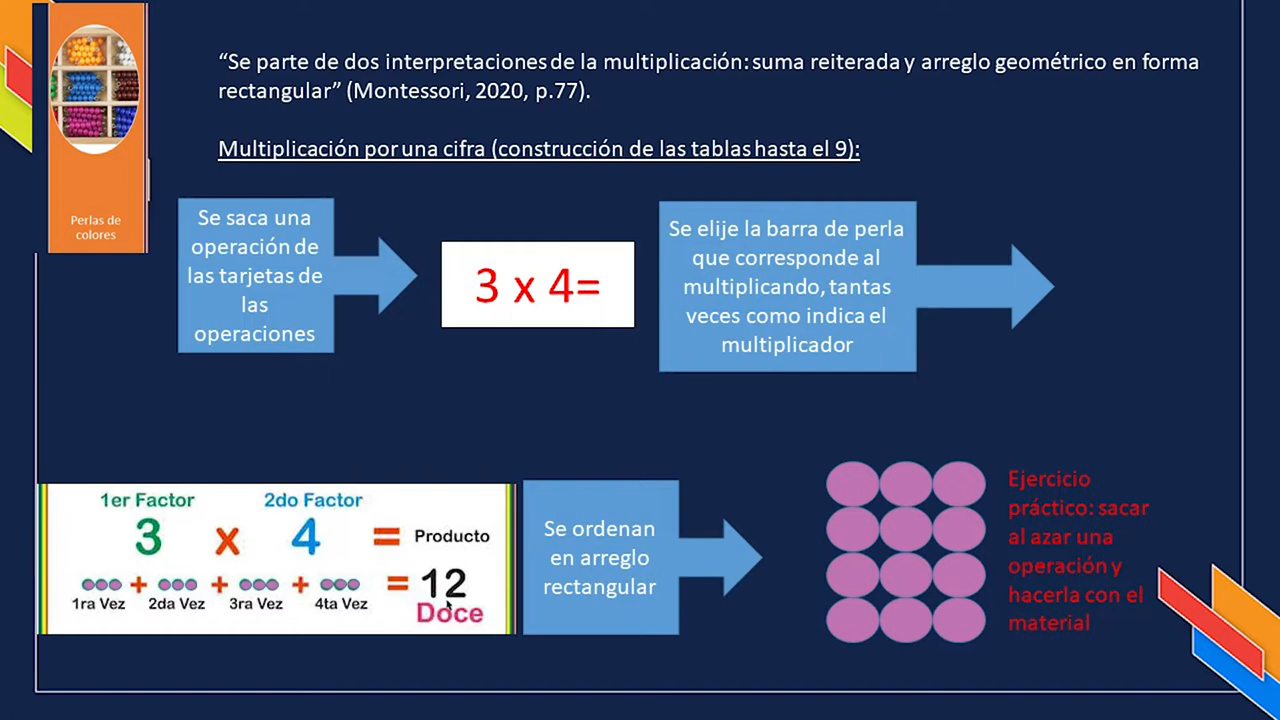 Perlas de
colores
“Se parte de dos interpretaciones de la multiplicación: suma reiterada y arreglo geométrico en forma
rectangular” (Montessori, 2020, p.77).
Multiplicación por una cifra (construcción de las tablas hasta el 9):
Se saca una
operación de
las tarjetas de
las
operaciones
3 x 4=
Se elije la barra de perla
que corresponde al
multiplicando, tantas
veces como indica el
multiplicador
1er Factor 2do Factor
3 x 4 = Producto
+ + + = 12
1ra Vez 2da Vez 3ra Vez 4ta Vez
Doce
Se ordenan
en arreglo
rectangular
Ejercicio
práctico: sacar
al azar una
operación y
hacerla con el
material